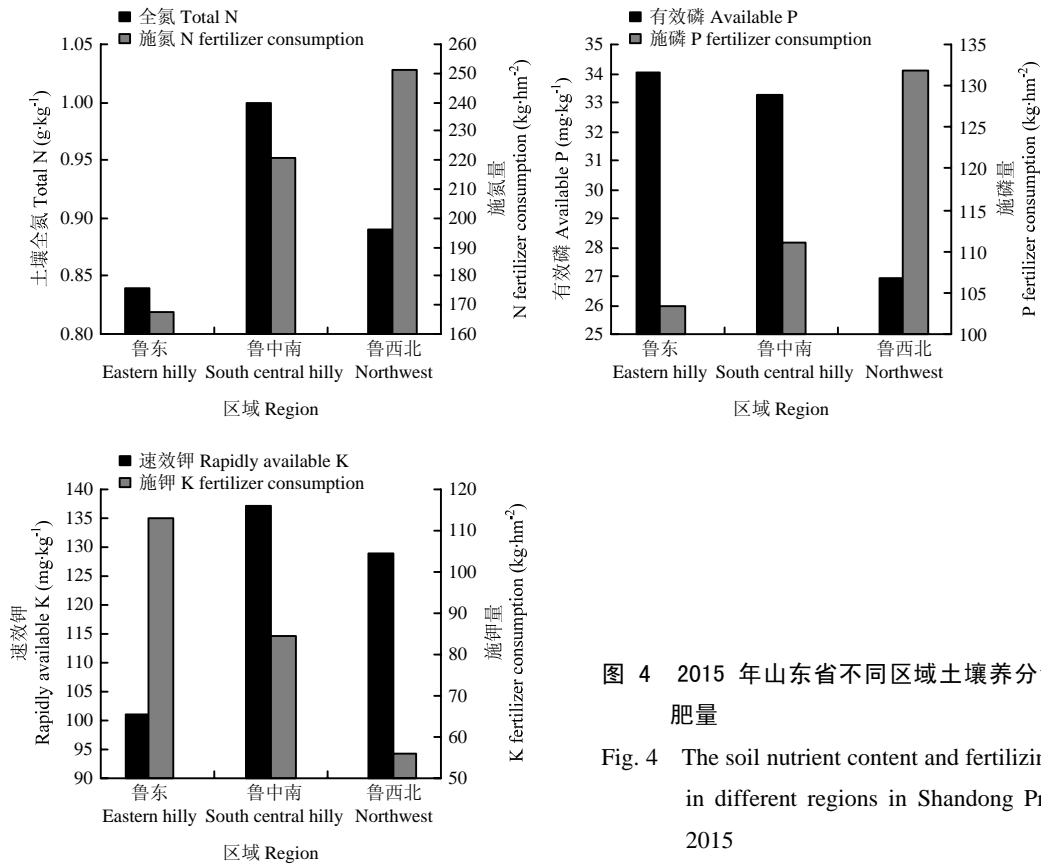 全氮 Total N
施氮 N fertilizer consumption
土壤全氮 Total N (g·kg⁻¹)
1.05
1.00
0.95
0.90
0.85
0.80
260
250
240
230
220
210
200
190
180
170
160
施氮量
N fertilizer consumption (kg·hm⁻²)
鲁东 鲁中南 鲁西北
Eastern hilly South central hilly Northwest
区域 Region
有效磷 Available P
施磷 P fertilizer consumption
有效磷 Available P (mg·kg⁻¹)
35
34
33
32
31
30
29
28
27
26
25
135
130
125
120
115
110
105
100
施磷量
P fertilizer consumption (kg·hm⁻²)
鲁东 鲁中南 鲁西北
Eastern hilly South central hilly Northwest
区域 Region
速效钾 Rapidly available K
施钾 K fertilizer consumption
速效钾
Rapidly available K (mg·kg⁻¹)
140
135
130
125
120
115
110
105
100
95
90
120
110
100
90
80
70
60
50
施钾量
K fertilizer consumption (kg·hm⁻²)
鲁东 鲁中南 鲁西北
Eastern hilly South central hilly Northwest
区域 Region
图 4 2015 年山东省不同区域土壤养分
肥量
Fig. 4 The soil nutrient content and fertilizin
in different regions in Shandong Pr
2015